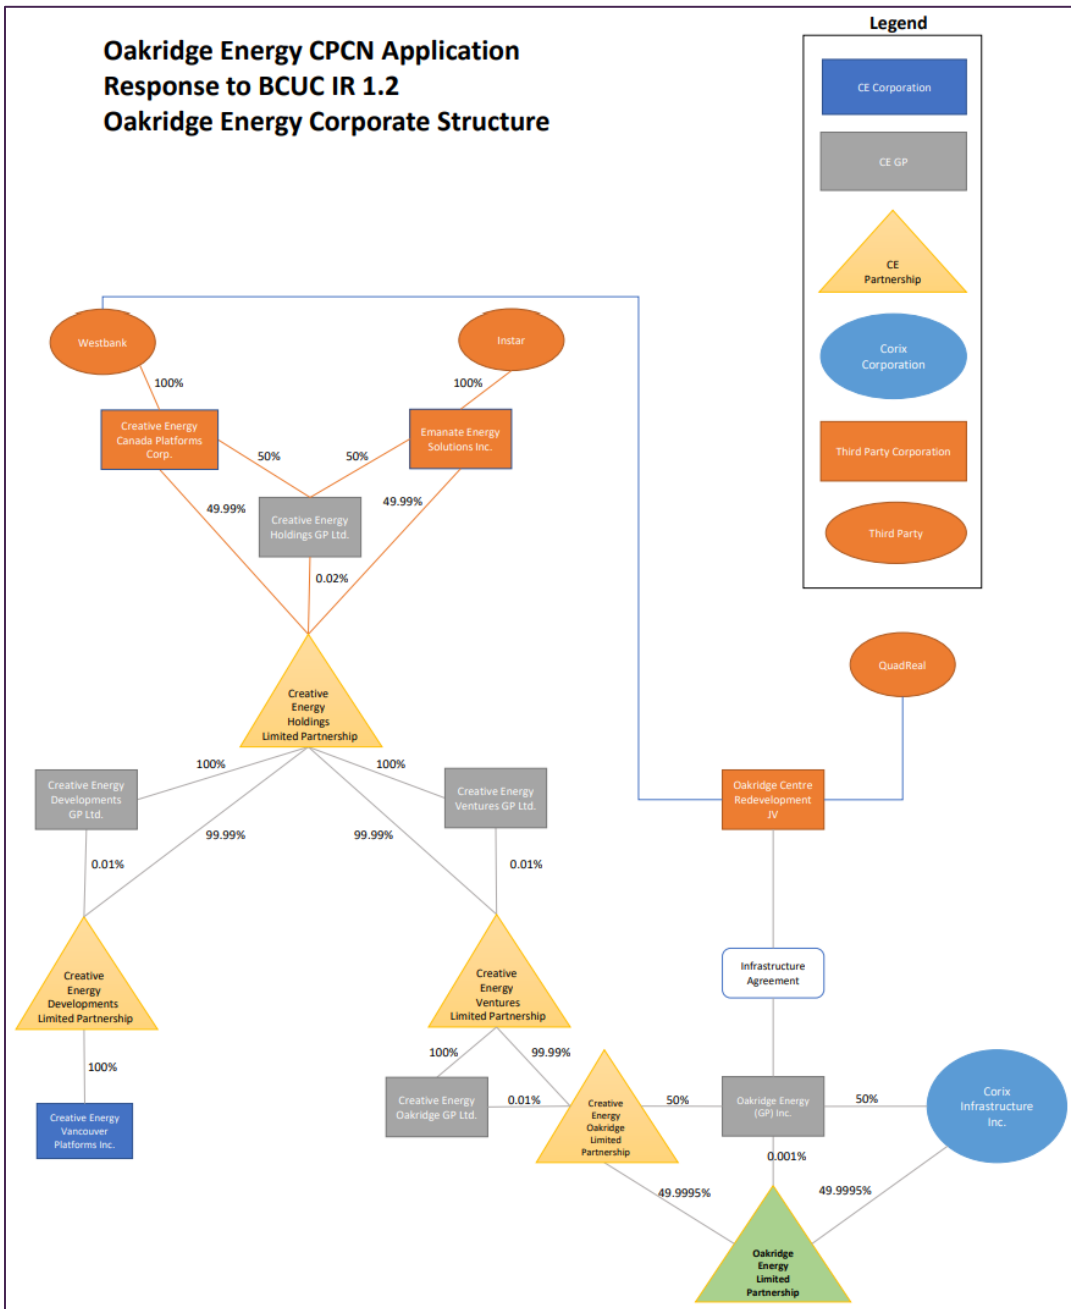 Legend
Oakridge Energy CPCN Application
Response to BCUC IR 1.2
Oakridge Energy Corporate Structure
CE Corporation
CE GP
CE
Partnership
Corix
Corporation
Third Party Corporation
Third Party
Westbank
Instar
100%
100%
Creative Energy
Canada Platforms
Corp.
Emanate Energy
Solutions Inc.
50%
50%
49.99%
49.99%
Creative Energy
Holdings GP Ltd.
0.02%
QuadReal
Creative
Energy
Holdings
Limited Partnership
100%
100%
Creative Energy
Developments
GP Ltd.
Creative Energy
Ventures GP Ltd.
Oakridge Centre
Redevelopment
JV
99.99%
99.99%
0.01%
0.01%
Creative
Energy
Developments
Limited Partnership
Creative
Energy
Ventures
Limited Partnership
Infrastructure
Agreement
100%
100%
99.99%
Creative Energy
Vancouver
Platforms Inc.
Creative Energy
Oakridge GP Ltd.
0.01%
Creative
Energy
Oakridge
Limited
Partnership
50%
Oakridge Energy
(GP) Inc.
50%
Corix
Infrastructure
Inc.
0.001%
49.9995%
49.9995%
Oakridge
Energy
Limited
Partnership